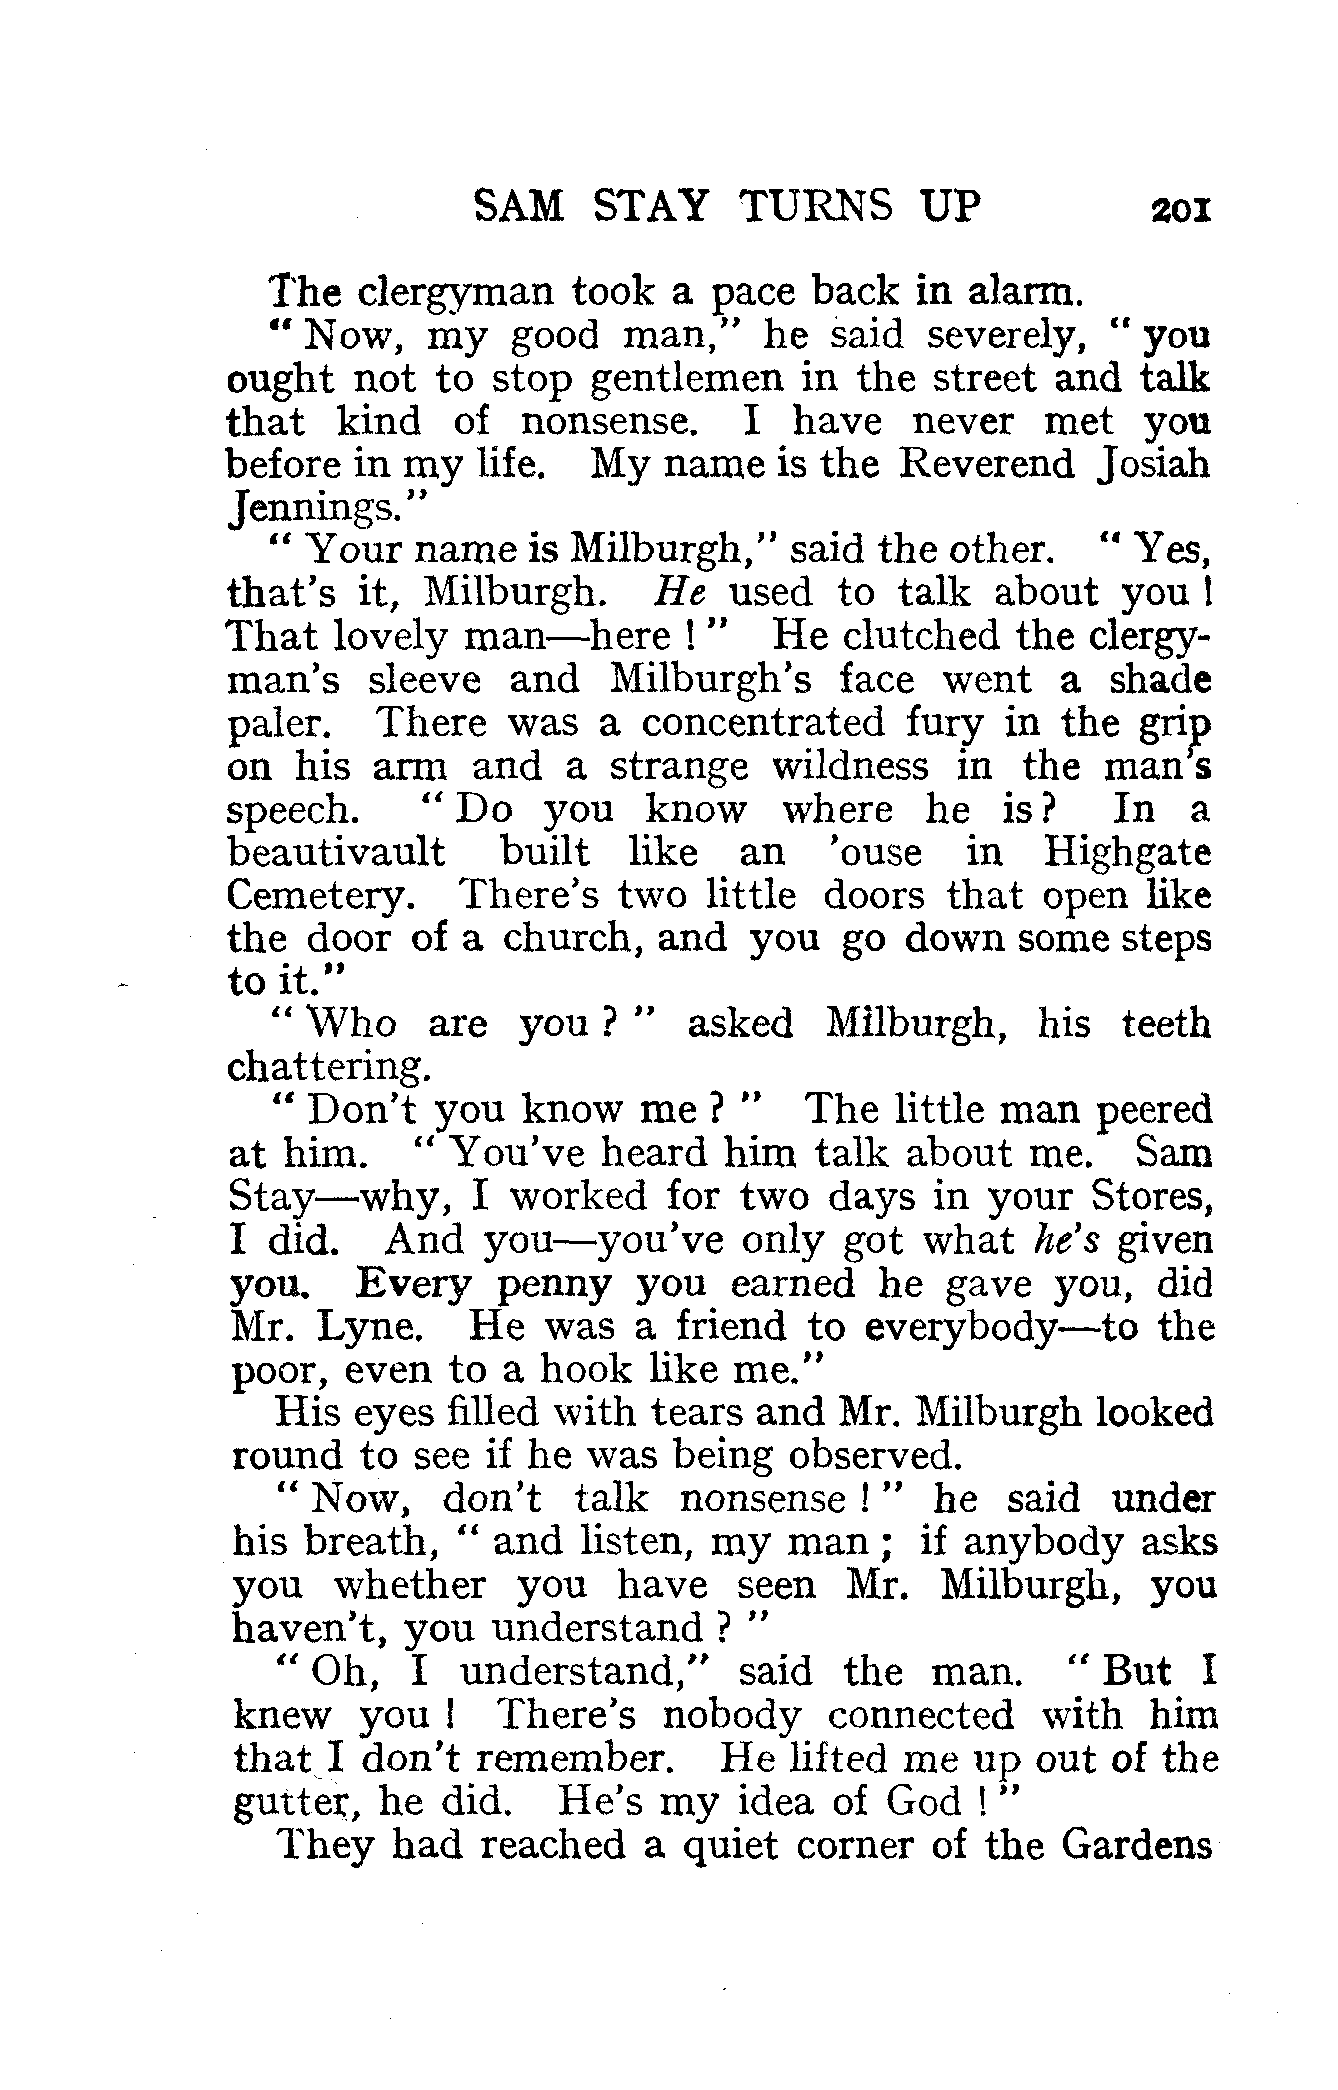 SAM STAY TURNS UP 201
The clergyman took a pace back in alarm.
" Now, my good man," he said severely, " you
ought not to stop gentlemen in the street and talk
that kind of nonsense. I have never met you
before in my life. My name is the Reverend Josiah
Jennings."
" Your name is Milburgh," said the other. " Yes,
that's it, Milburgh. He used to talk about you !
That lovely man—here ! " He clutched the clergy-
man's sleeve and Milburgh's face went a shade
paler. There was a concentrated fury in the grip
on his arm and a strange wildness in the man's
speech. " Do you know where he is? In a
beautivault built like an 'ouse in Highgate
Cemetery. There's two little doors that open like
the door of a church, and you go down some steps
to it."
" Who are you ? " asked Milburgh, his teeth
chattering.
" Don't you know me ? " The little man peered
at him. " You've heard him talk about me. Sam
Stay—why, I worked for two days in your Stores,
I did. And you—you've only got what he's given
you. Every penny you earned he gave you, did
Mr. Lyne. He was a friend to everybody—to the
poor, even to a hook like me."
His eyes filled with tears and Mr. Milburgh looked
round to see if he was being observed.
" Now, don't talk nonsense ! " he said under
his breath, " and listen, my man ; if anybody asks
you whether you have seen Mr. Milburgh, you
haven't, you understand ? "
" Oh, I understand," said the man. " But I
knew you ! There's nobody connected with him
that I don't remember. He lifted me up out of the
gutter, he did. He's my idea of God ! "
They had reached a quiet corner of the Gardens